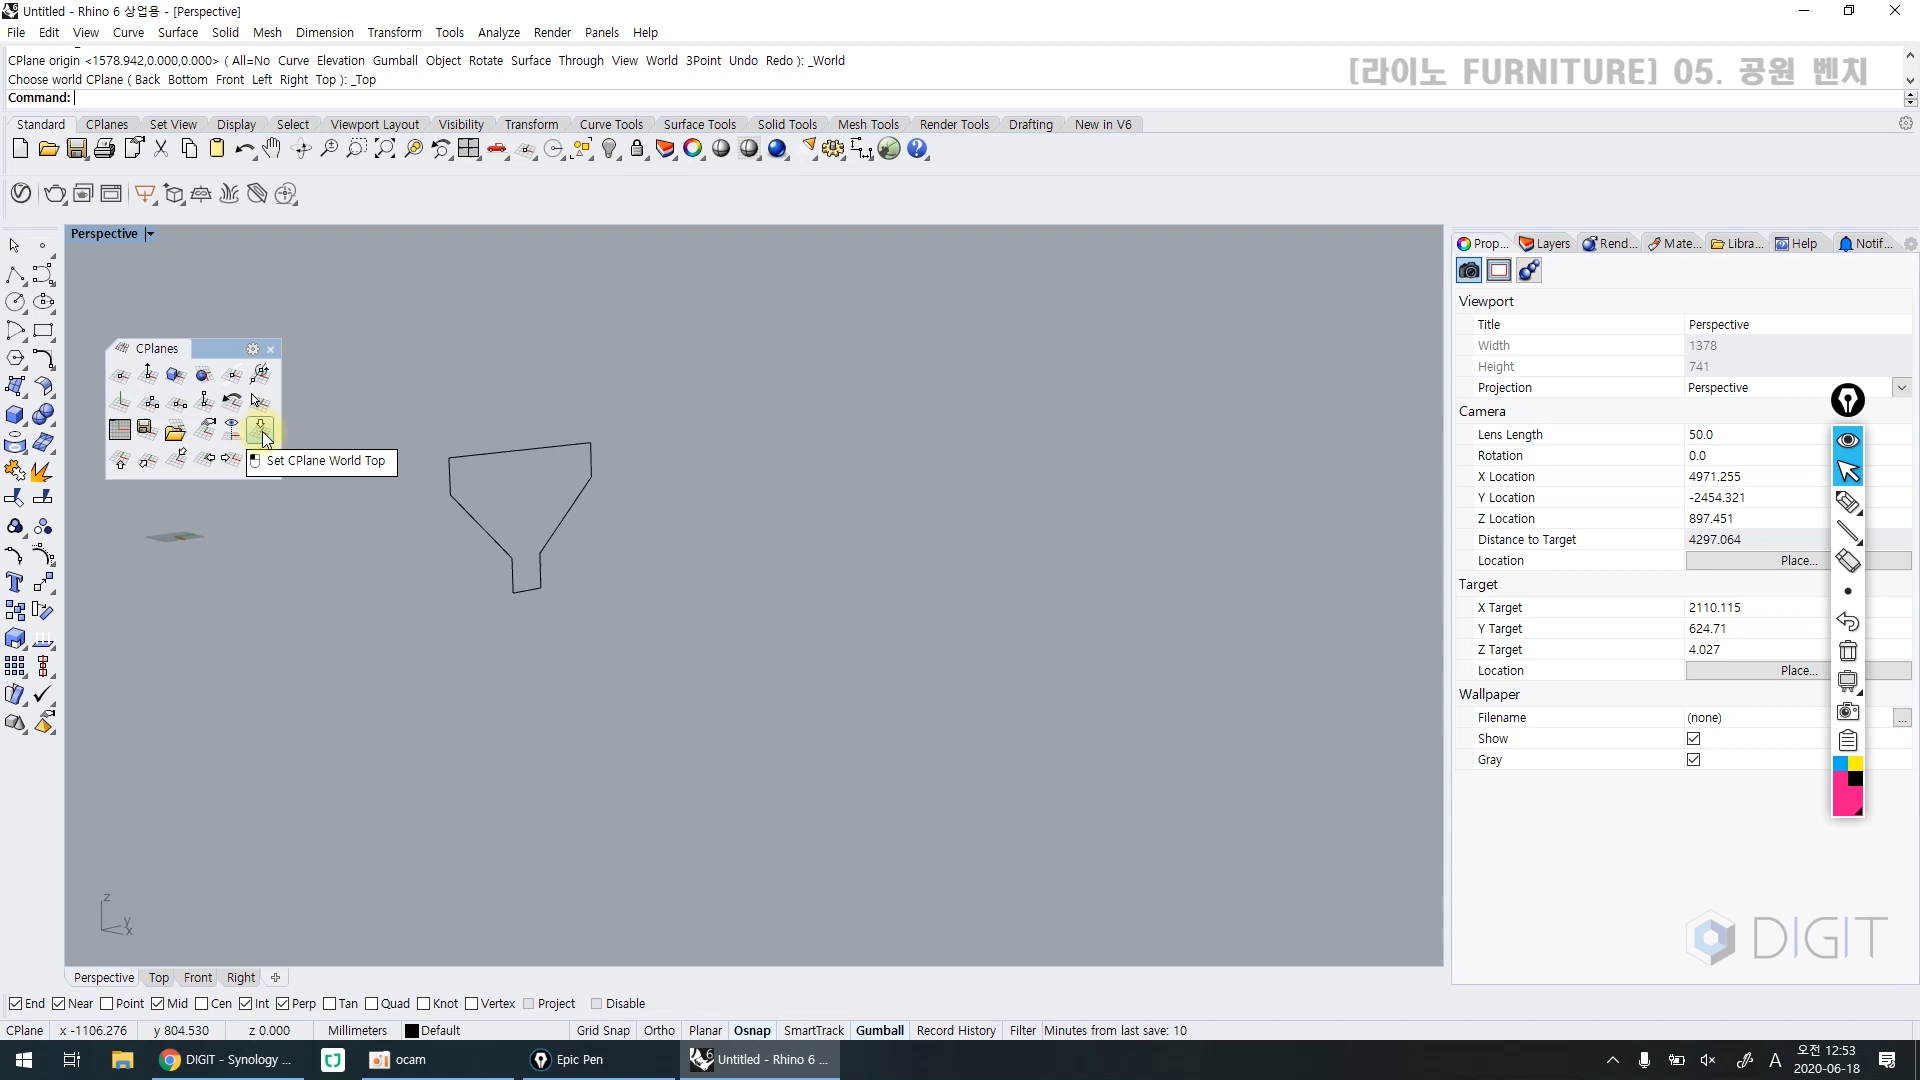 Untitled - Rhino 6 상업용 - [Perspective]
File Edit View Curve Surface Solid Mesh Dimension Transform Tools Analyze Render Panels Help
CPlane origin <1578.942,0.000,0.000> ( All=No Curve Elevation Gumball Object Rotate Surface Through View World 3Point Undo Redo ): _World
Choose world CPlane ( Back Bottom Front Left Right Top ): _Top
[라이노 FURNITURE] 05. 공원 벤치
Command:
Standard CPlanes Set View Display Select Viewport Layout Visibility Transform Curve Tools Surface Tools Solid Tools Mesh Tools Render Tools Drafting New in V6
Perspective
Prop... Layers Rend... Mate... Libra... Help Notif...
CPlanes
Set CPlane World Top
Viewport
Title Perspective
Width 1378
Height 741
Projection Perspective
Camera
Lens Length 50.0
Rotation 0.0
X Location 4971.255
Y Location -2454.321
Z Location 897.451
Distance to Target 4297.064
Location Place...
Target
X Target 2110.115
Y Target 624.71
Z Target 4.027
Location Place...
Wallpaper
Filename (none) ...
Show
Gray
z
y
x
DIGIT
Perspective Top Front Right
End Near Point Mid Cen Int Perp Tan Quad Knot Vertex Project Disable
CPlane x -1106.276 y 804.530 z 0.000 Millimeters Default Grid Snap Ortho Planar Osnap SmartTrack Gumball Record History Filter Minutes from last save: 10
DIGIT - Synology ... ocam Epic Pen Untitled - Rhino 6 ... A 오전 12:53
2020-06-18